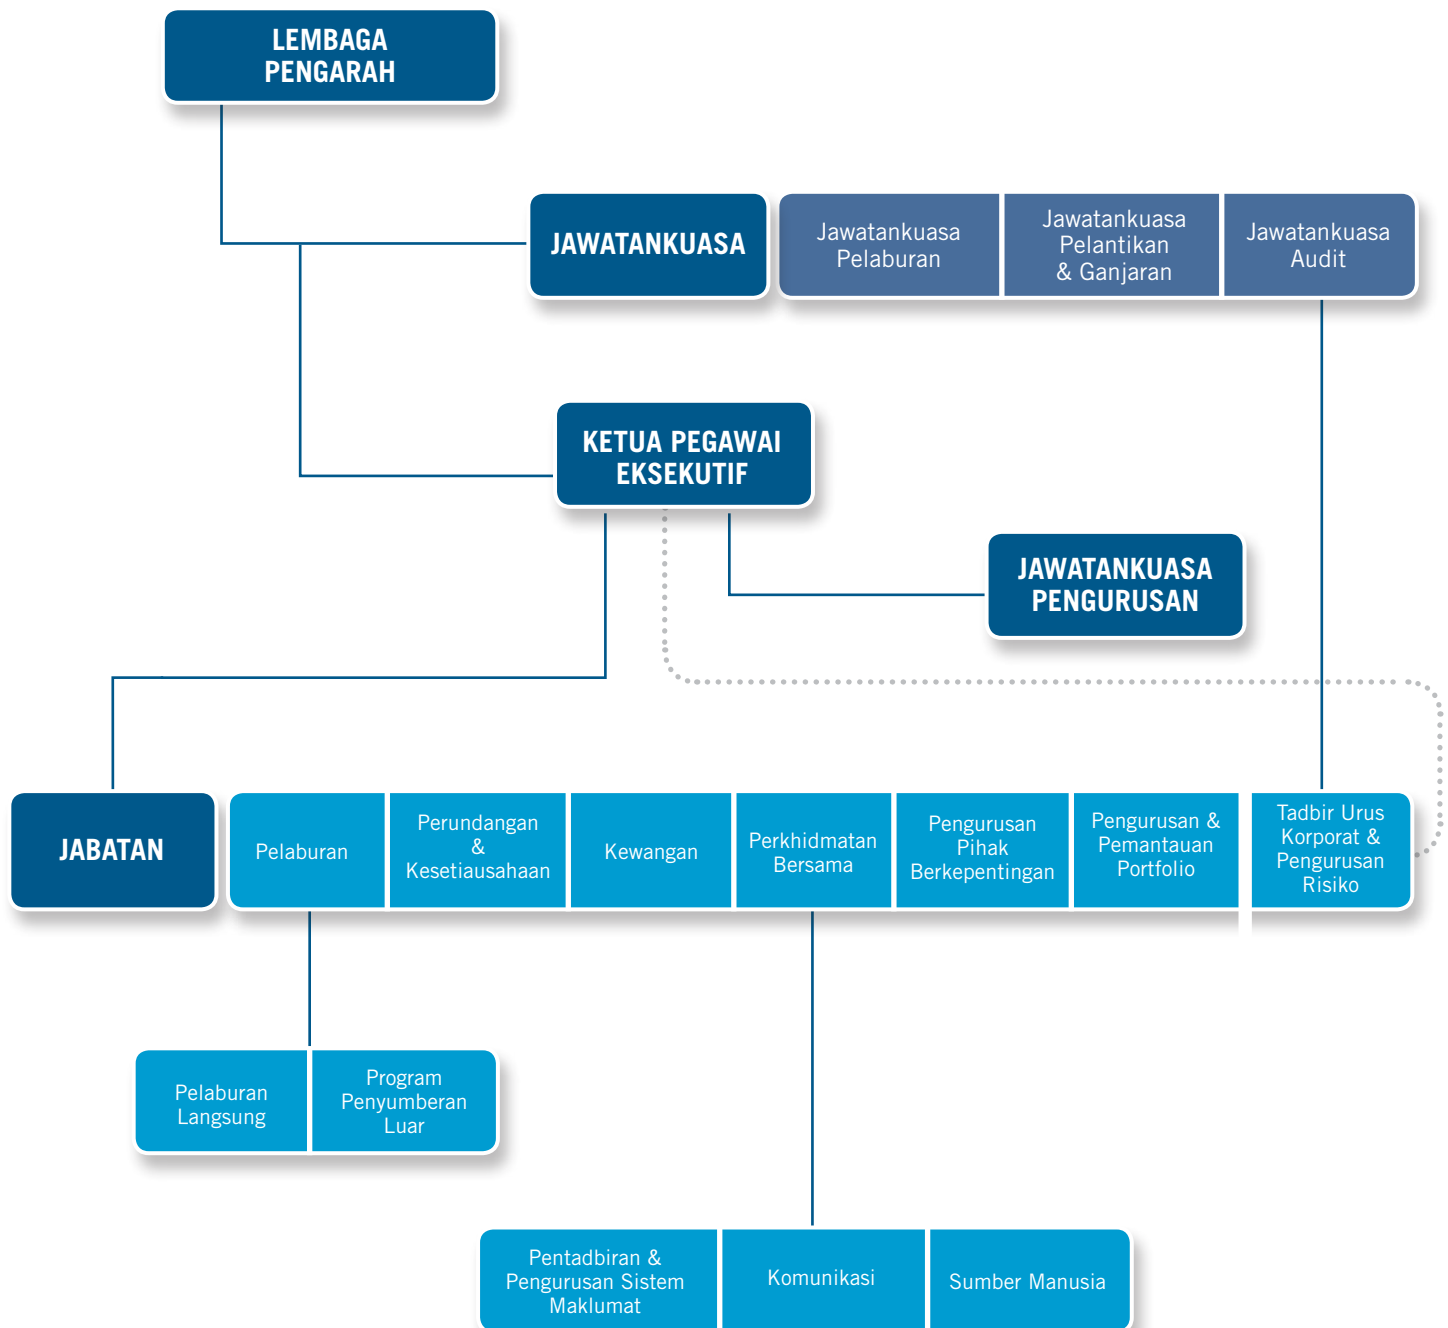 LEMBAGA
PENGARAH
JAWATANKUASA
Jawatankuasa
Pelaburan
Jawatankuasa
Pelantikan
& Ganjaran
Jawatankuasa
Audit
KETUA PEGAWAI
EKSEKUTIF
JAWATANKUASA
PENGURUSAN
JABATAN
Pelaburan
Perundangan
&
Kesetiausahaan
Kewangan
Perkhidmatan
Bersama
Pengurusan
Pihak
Berkepentingan
Pengurusan &
Pemantauan
Portfolio
Tadbir Urus
Korporat &
Pengurusan
Risiko
Pelaburan
Langsung
Program
Penyumberan
Luar
Pentadbiran &
Pengurusan Sistem
Maklumat
Komunikasi
Sumber Manusia